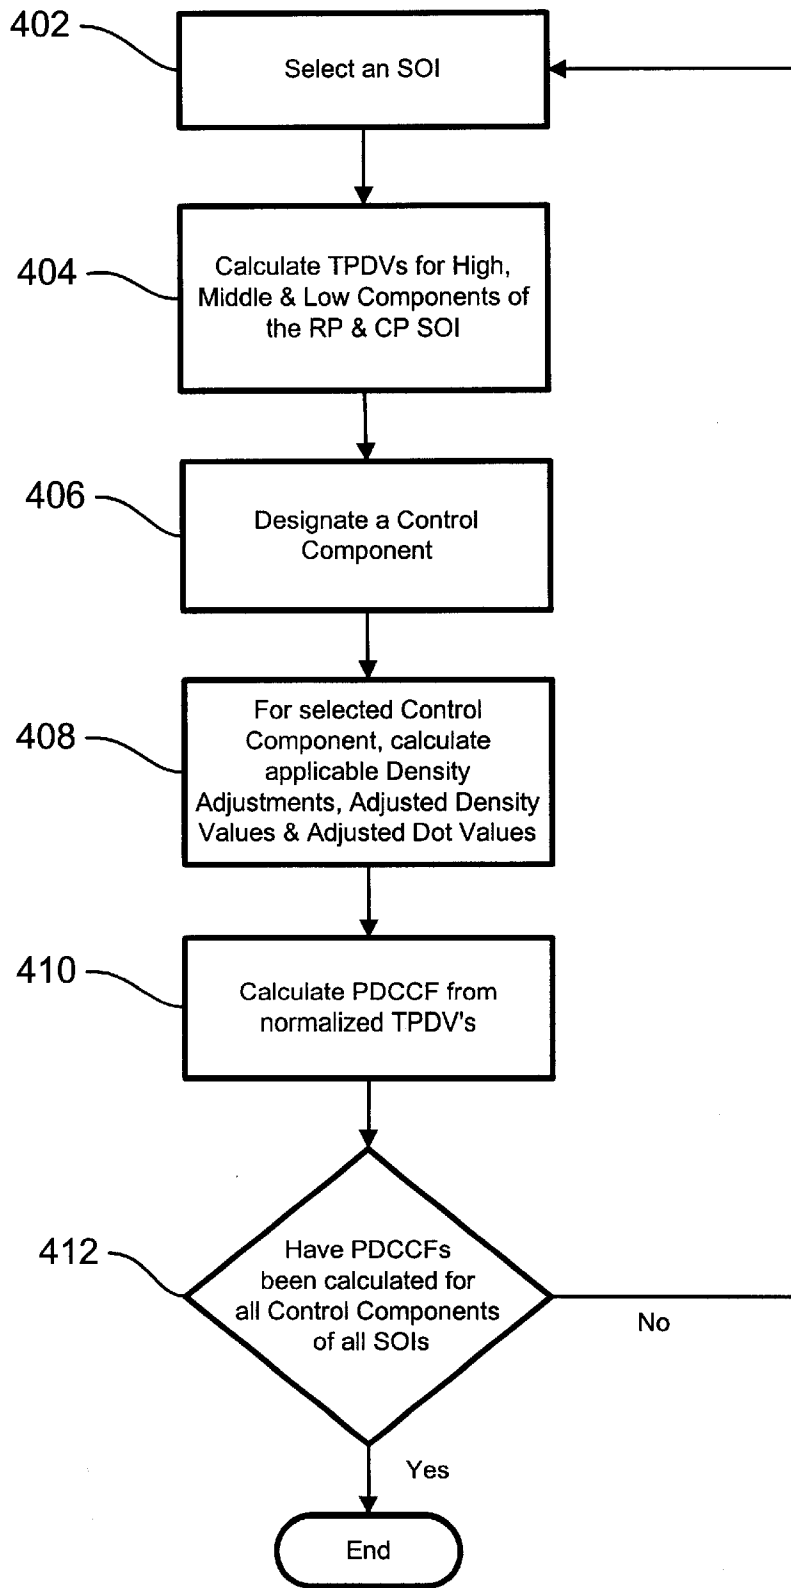 402
Select an SOI
404
Calculate TPDVs for High,
Middle & Low Components of
the RP & CP SOI
406
Designate a Control
Component
408
For selected Control
Component, calculate
applicable Density
Adjustments, Adjusted Density
Values & Adjusted Dot Values
410
Calculate PDCCF from
normalized TPDV's
412
Have PDCCFs
been calculated for
all Control Components
of all SOIs
No
Yes
End